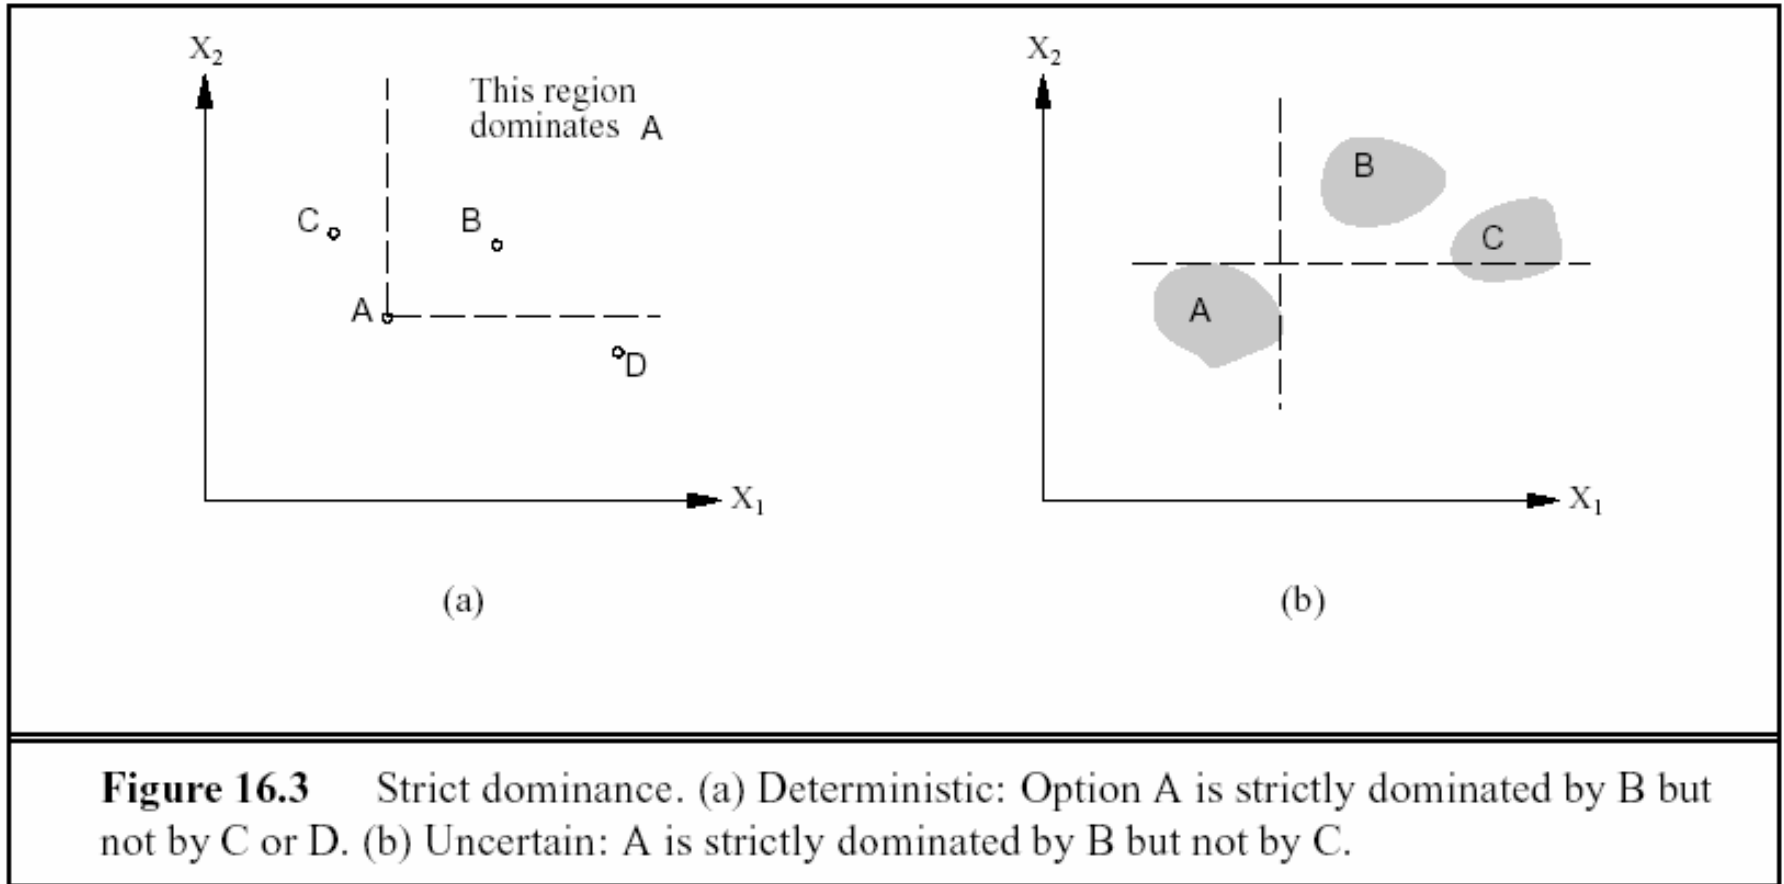 X₂
This region
dominates A
C
B
A
D
X₁
(a)
X₂
B
C
A
X₁
(b)
Figure 16.3 Strict dominance. (a) Deterministic: Option A is strictly dominated by B but
not by C or D. (b) Uncertain: A is strictly dominated by B but not by C.